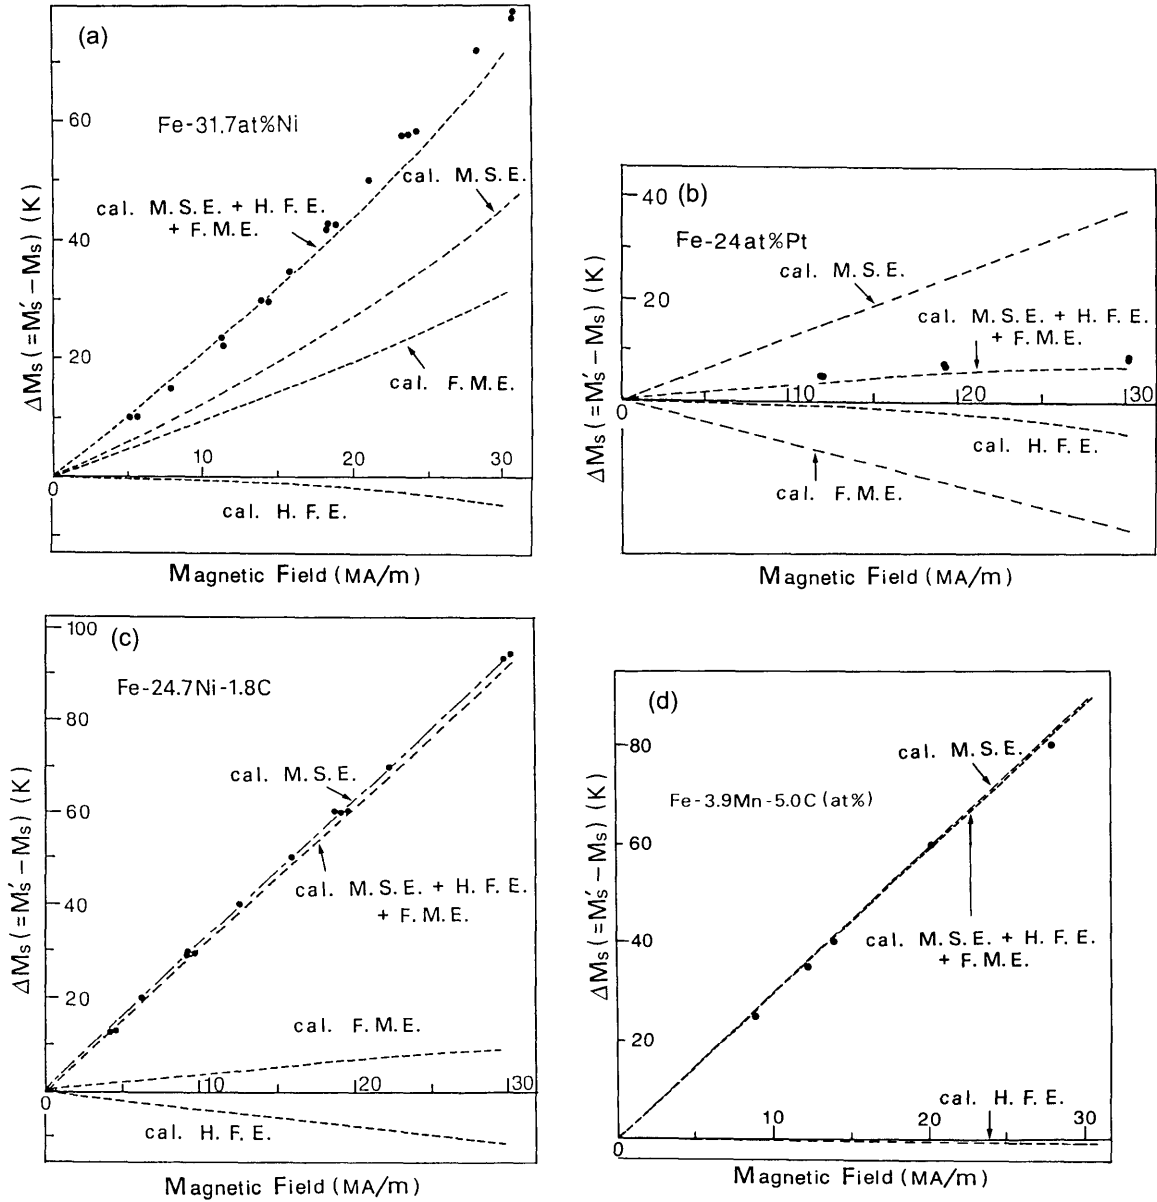 (a)
Fe-31.7at%Ni
60
40
20
0
10
20
30
cal. M.S.E.
cal. M.S.E. + H.F.E.
+ F.M.E.
cal. F.M.E.
cal. H.F.E.
ΔMs(=Ms′−Ms) (K)
Magnetic Field (MA/m)
(b)
Fe-24at%Pt
40
20
0
10
20
30
cal. M.S.E.
cal. M.S.E. + H.F.E.
+ F.M.E.
cal. H.F.E.
cal. F.M.E.
ΔMs(=Ms′−Ms) (K)
Magnetic Field (MA/m)
(c)
Fe-24.7Ni-1.8C
100
80
60
40
20
0
10
20
30
cal. M.S.E.
cal. M.S.E. + H.F.E.
+ F.M.E.
cal. F.M.E.
cal. H.F.E.
ΔMs(=Ms′−Ms) (K)
Magnetic Field (MA/m)
(d)
80
60
40
20
0
10
20
30
cal. M.S.E.
Fe-3.9Mn-5.0C (at%)
cal. M.S.E. + H.F.E.
+ F.M.E.
cal. H.F.E.
ΔMs(=Ms′−Ms) (K)
Magnetic Field (MA/m)